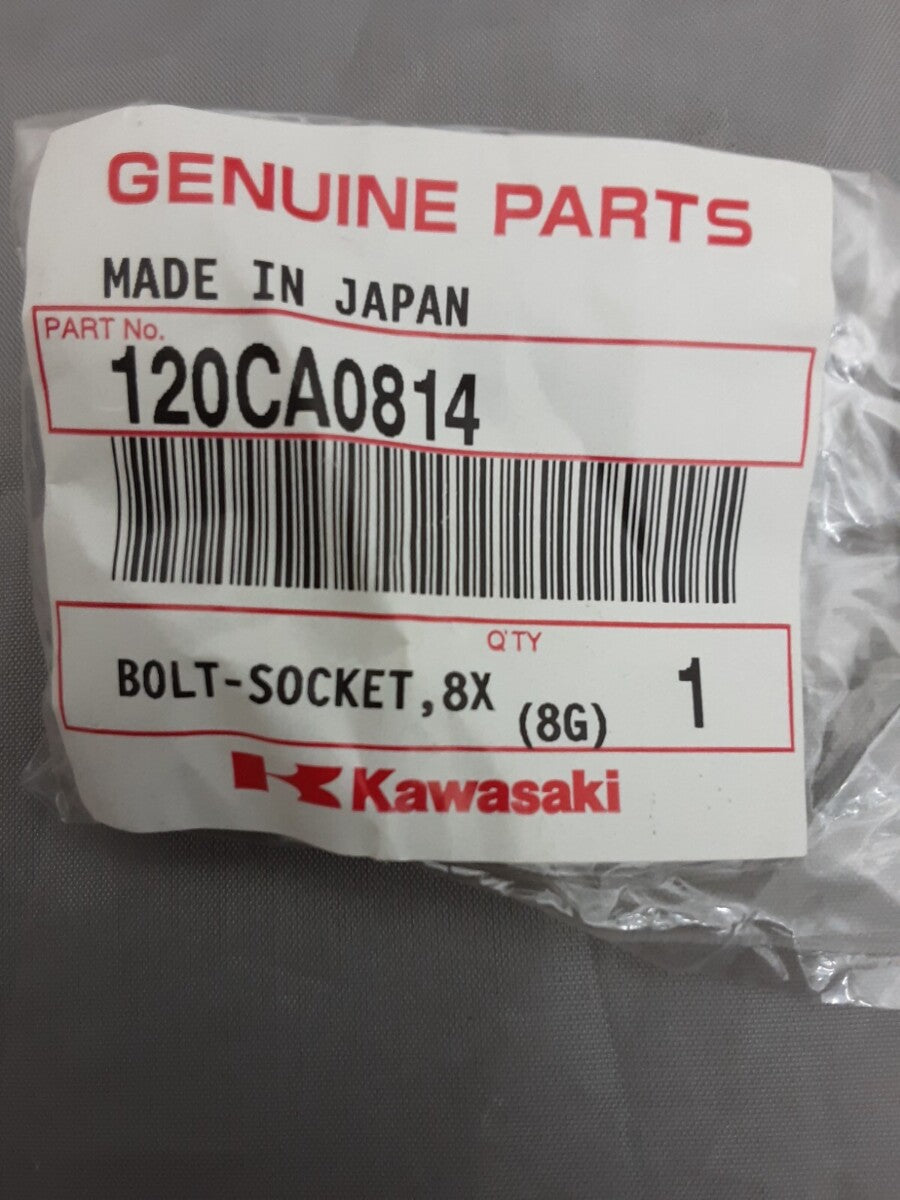 GENUINE PARTS
MADE IN JAPAN
PART No.
120CA0814
Q'TY
BOLT-SOCKET,8X (8G) 1
Kawasaki